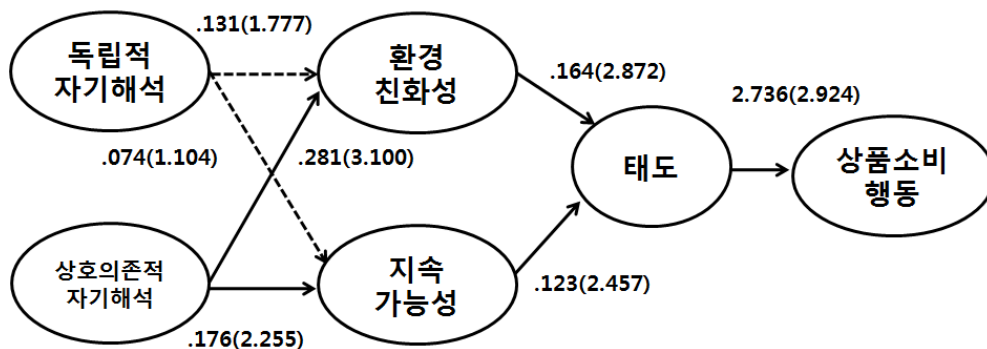 .131(1.777)
독립적
자기해석
환경
친화성
.164(2.872)
2.736(2.924)
.074(1.104)
.281(3.100)
태도
상품소비
행동
상호의존적
자기해석
지속
가능성
.123(2.457)
.176(2.255)